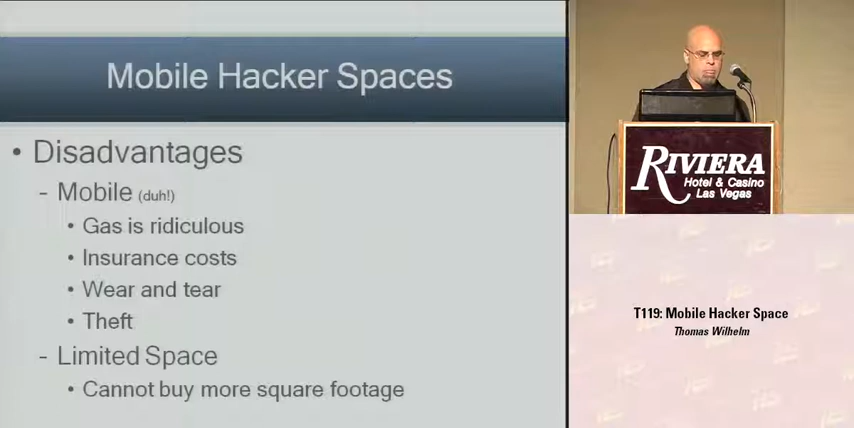 Mobile Hacker Spaces
• Disadvantages
- Mobile (duh!)
• Gas is ridiculous
• Insurance costs
• Wear and tear
• Theft
- Limited Space
• Cannot buy more square footage
RIVIERA
Hotel & Casino
Las Vegas
T119: Mobile Hacker Space
Thomas Wilhelm